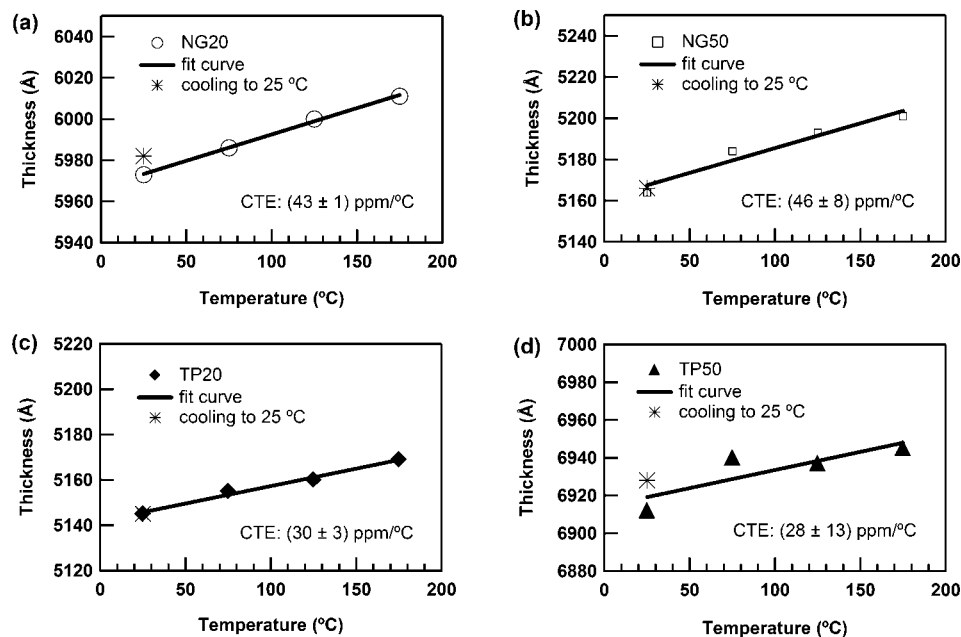 (a)
6040
6020
6000
5980
5960
5940
Thickness (Å)
NG20
fit curve
cooling to 25 ºC
CTE: (43 ± 1) ppm/ºC
0 50 100 150 200
Temperature (ºC)
(b)
5240
5220
5200
5180
5160
5140
Thickness (Å)
NG50
fit curve
cooling to 25 ºC
CTE: (46 ± 8) ppm/ºC
0 50 100 150 200
Temperature (ºC)
(c)
5220
5200
5180
5160
5140
5120
Thickness (Å)
TP20
fit curve
cooling to 25 ºC
CTE: (30 ± 3) ppm/ºC
0 50 100 150 200
Temperature (ºC)
(d)
7000
6980
6960
6940
6920
6900
6880
Thickness (Å)
TP50
fit curve
cooling to 25 ºC
CTE: (28 ± 13) ppm/ºC
0 50 100 150 200
Temperature (ºC)